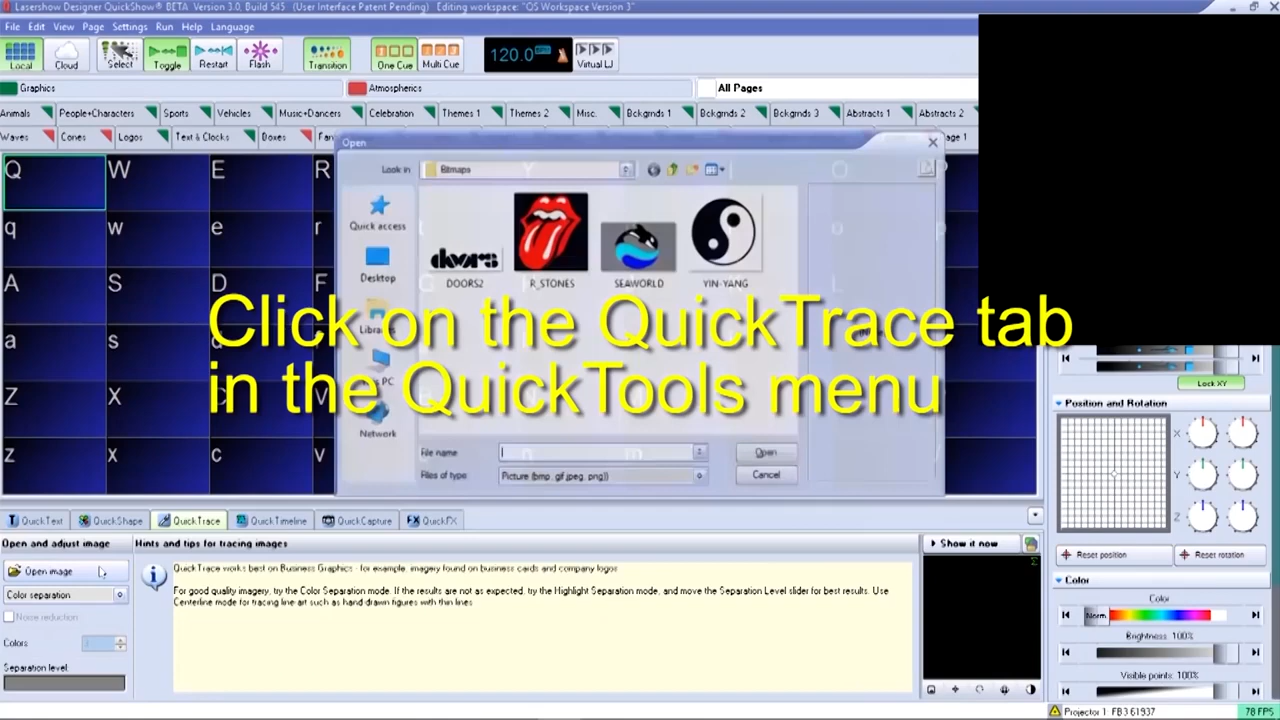 Lasershow Designer QuickShow® BETA Version 3.0, Build 545 (User Interface Patent Pending) Editing workspace: "QS Workspace Version 3"
File Edit View Page Settings Run Help Language
Local Cloud Select Toggle Restart Flash Transition One Cue Multi Cue 120.0 Virtual LJ
Graphics Atmospherics All Pages
Animals People+Characters Sports Vehicles Music+Dancers Celebration Themes 1 Themes 2 Misc. Bckgrnds 1 Bckgrnds 2 Bckgrnds 3 Abstracts 1 Abstracts 2
Waves Cones Logos Text & Clocks Boxes
Open
Look in Bitmaps
Q W E R
Quick access
Desktop
DOORS2 R_STONES SEAWORLD YIN-YANG
q w e r
A S D F
a s
Z X C
z x c v
Click on the QuickTrace tab
in the QuickTools menu
Network
File name Open
Files of type: Picture (bmp, gif,jpeg, png)) Cancel
Lock XY
Position and Rotation
X
Y
Z
Reset position Reset rotation
QuickText QuickShape QuickTrace QuickTimeline QuickCapture QuickFX
Open and adjust image Hints and tips for tracing images Show it now
Open image
Color separation
Noise reduction
Colors
Separation level:
QuickTrace works best on Business Graphics - for example, imagery found on business cards and company logos
For good quality imagery, try the Color Separation mode. If the results are not as expected, try the Highlight Separation mode, and move the Separation Level slider for best results. Use
Centerline mode for tracing line art such as hand drawn figures with thin lines
Color
Color
Norm.
Brightness: 100%
Visible points: 100%
Projector 1 FB3 61937 78 FPS